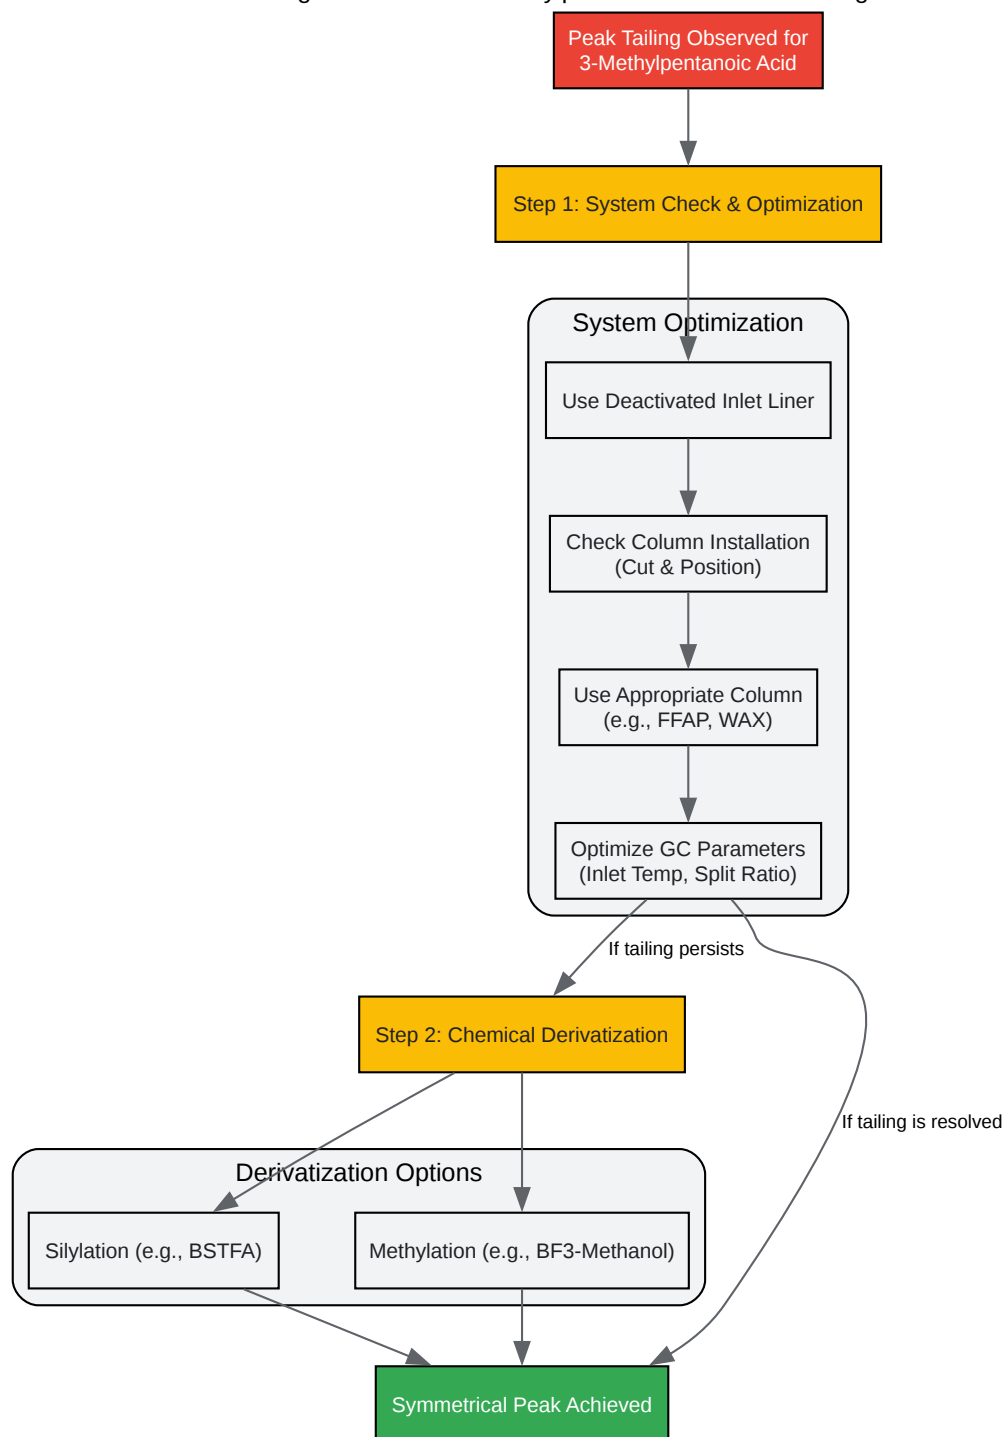 Peak Tailing Observed for
3-Methylpentanoic Acid
Step 1: System Check & Optimization
System Optimization
Use Deactivated Inlet Liner
Check Column Installation
(Cut & Position)
Use Appropriate Column
(e.g., FFAP, WAX)
Optimize GC Parameters
(Inlet Temp, Split Ratio)
If tailing persists
Step 2: Chemical Derivatization
If tailing is resolved
Derivatization Options
Silylation (e.g., BSTFA)
Methylation (e.g., BF3-Methanol)
Symmetrical Peak Achieved